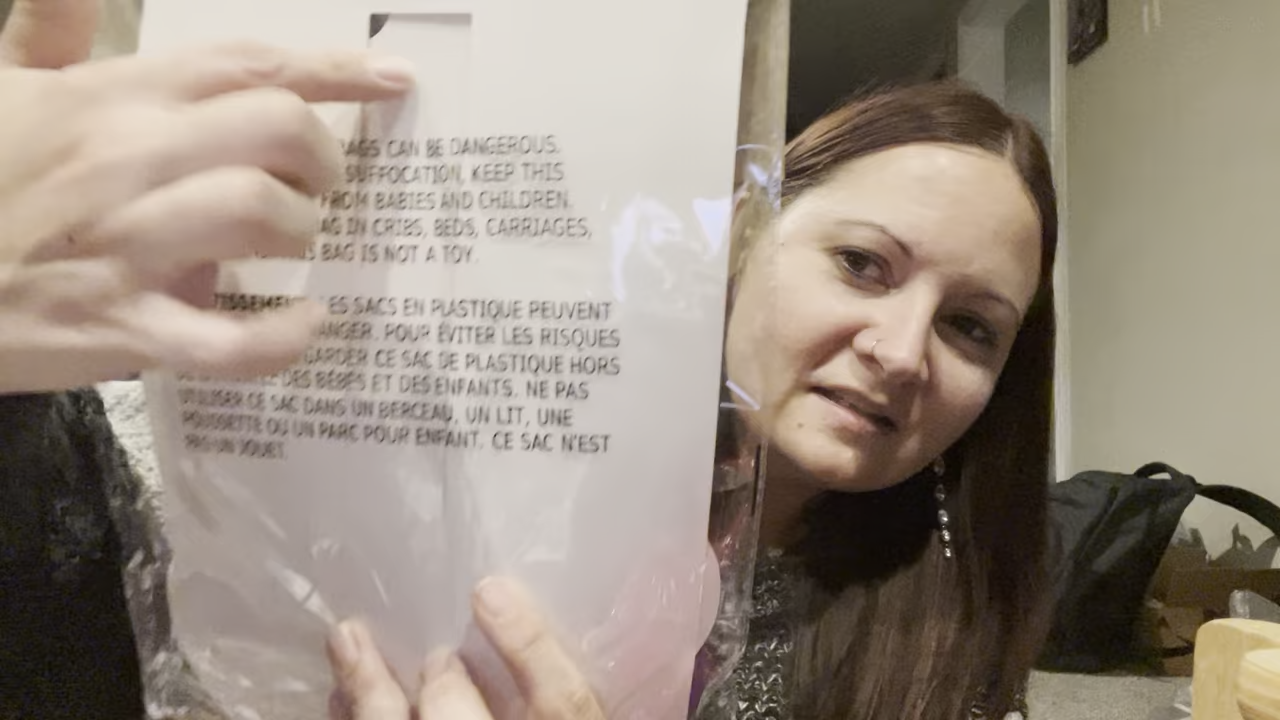 BAGS CAN BE DANGEROUS.
SUFFOCATION, KEEP THIS
FROM BABIES AND CHILDREN.
IN CRIBS, BEDS, CARRIAGES,
BAG IS NOT A TOY.
ES SACS EN PLASTIQUE PEUVENT
POUR ÉVITER LES RISQUES
GARDER CE SAC DE PLASTIQUE HORS
DES BÉBÉS ET DES ENFANTS. NE PAS
UTILISER CE SAC DANS UN BERCEAU, UN LIT, UNE
POUSSETTE OU UN PARC POUR ENFANT. CE SAC N'EST
PAS UN JOUET.